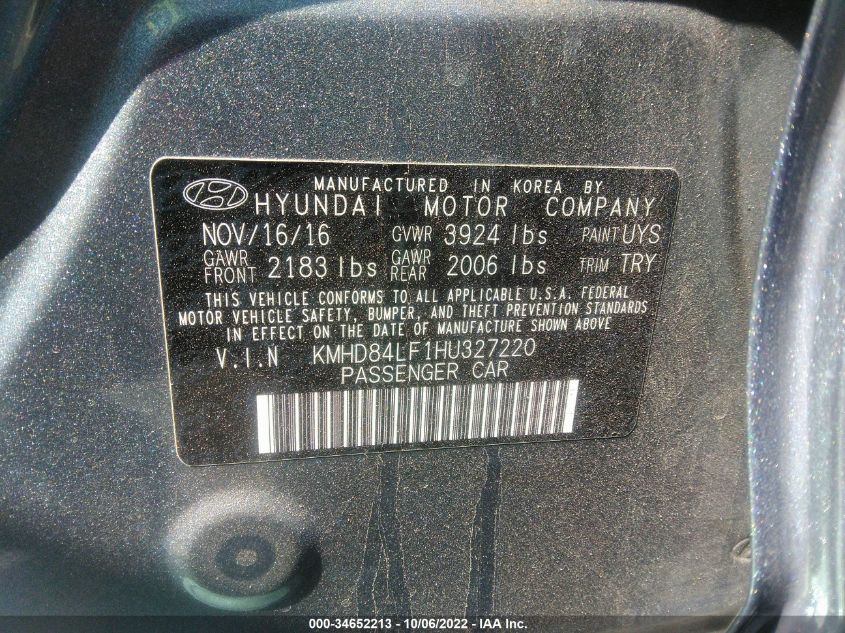 MANUFACTURED IN KOREA BY
HYUNDAI MOTOR COMPANY
NOV/16/16 GVWR 3924 lbs PAINT UYS
GAWR FRONT 2183 lbs GAWR REAR 2006 lbs TRIM TRY
THIS VEHICLE CONFORMS TO ALL APPLICABLE U.S.A. FEDERAL
MOTOR VEHICLE SAFETY, BUMPER, AND THEFT PREVENTION STANDARDS
IN EFFECT ON THE DATE OF MANUFACTURE SHOWN ABOVE
V.I.N KMHD84LF1HU327220
PASSENGER CAR
000-34652213 - 10/06/2022 - IAA Inc.